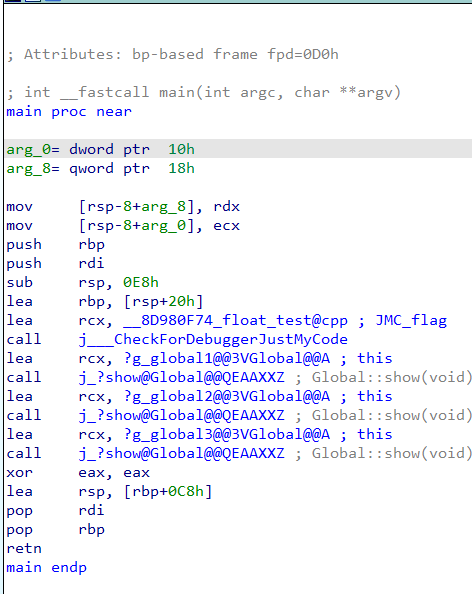 ; Attributes: bp-based frame fpd=0D0h
; int __fastcall main(int argc, char **argv)
main proc near
arg_0= dword ptr  10h
arg_8= qword ptr  18h
mov     [rsp-8+arg_8], rdx
mov     [rsp-8+arg_0], ecx
push    rbp
push    rdi
sub     rsp, 0E8h
lea     rbp, [rsp+20h]
lea     rcx, __8D980F74_float_test@cpp ; JMC_flag
call    j___CheckForDebuggerJustMyCode
lea     rcx, ?g_global1@@3VGlobal@@A ; this
call    j_?show@Global@@QEAAXXZ ; Global::show(void)
lea     rcx, ?g_global2@@3VGlobal@@A ; this
call    j_?show@Global@@QEAAXXZ ; Global::show(void)
lea     rcx, ?g_global3@@3VGlobal@@A ; this
call    j_?show@Global@@QEAAXXZ ; Global::show(void)
xor     eax, eax
lea     rsp, [rbp+0C8h]
pop     rdi
pop     rbp
retn
main endp